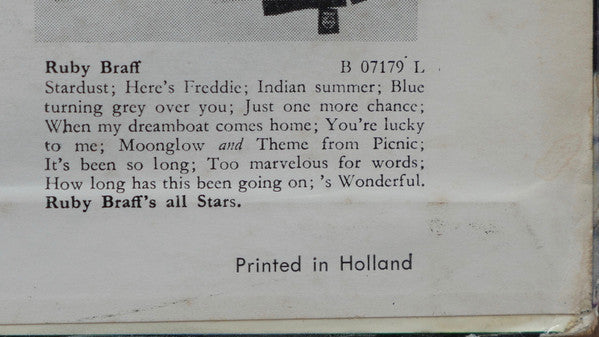 Ruby Braff B 07179 L
Stardust; Here's Freddie; Indian summer; Blue
turning grey over you; Just one more chance;
When my dreamboat comes home; You're lucky
to me; Moonglow and Theme from Picnic;
It's been so long; Too marvelous for words;
How long has this been going on; 's Wonderful.
Ruby Braff's all Stars.
Printed in Holland